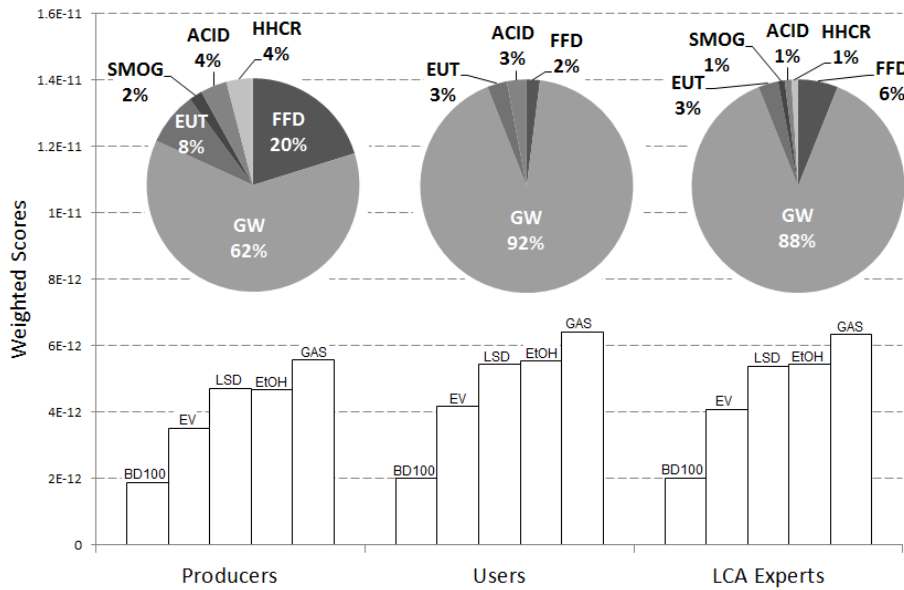 Weighted Scores
1.6E-11
1.4E-11
1.2E-11
1E-11
8E-12
6E-12
4E-12
2E-12
0
SMOG
2%
ACID
4%
HHCR
4%
EUT
8%
FFD
20%
GW
62%
EUT
3%
ACID
3%
FFD
2%
GW
92%
EUT
3%
SMOG
1%
ACID
1%
HHCR
1%
FFD
6%
GW
88%
BD100
EV
LSD
EtOH
GAS
BD100
EV
LSD
EtOH
GAS
BD100
EV
LSD
EtOH
GAS
Producers
Users
LCA Experts